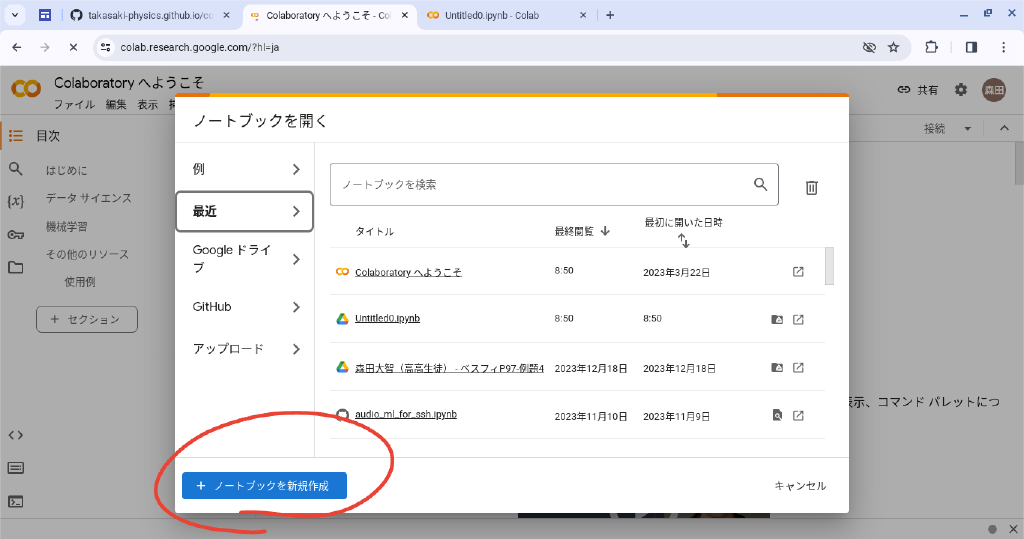 takasaki-physics.github.io/co
Colaboratory へようこそ - Co
Untitled0.ipynb - Colab
colab.research.google.com/?hl=ja
Colaboratory へようこそ
ファイル 編集 表示
共有
森田
目次
接続
はじめに
データ サイエンス
機械学習
その他のリソース
使用例
セクション
ノートブックを開く
例
最近
Google ドライ
ブ
GitHub
アップロード
ノートブックを検索
タイトル 最終閲覧 最初に開いた日時
Colaboratory へようこそ 8:50 2023年3月22日
Untitled0.ipynb 8:50 8:50
森田大智（高高生徒） - ベスフィP97-例題4 2023年12月18日 2023年12月18日
audio_ml_for_ssh.ipynb 2023年11月10日 2023年11月9日
表示、コマンド パレットにつ
+ ノートブックを新規作成
キャンセル